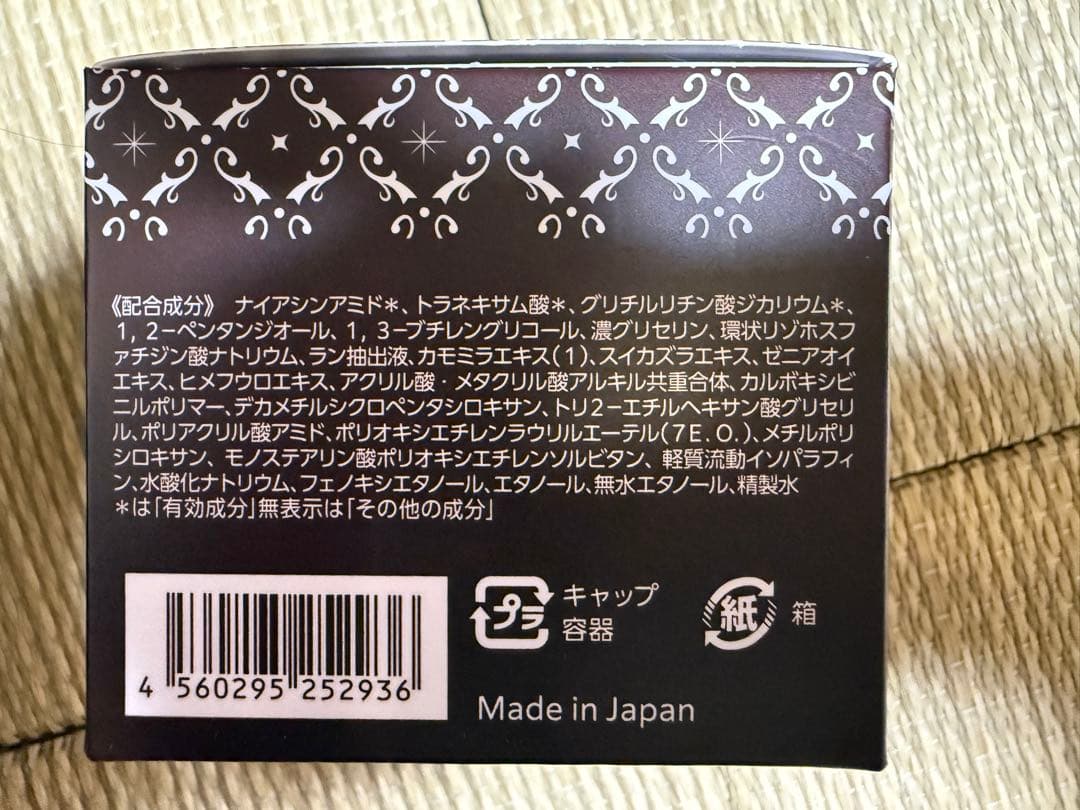 《配合成分》 ナイアシンアミド＊、トラネキサム酸＊、グリチルリチン酸ジカリウム＊、
1，2－ペンタンジオール、1，3－ブチレングリコール、濃グリセリン、環状リゾホスフ
ァチジン酸ナトリウム、ラン抽出液、カモミラエキス（1）、スイカズラエキス、ゼニアオイ
エキス、ヒメフウロエキス、アクリル酸・メタクリル酸アルキル共重合体、カルボキシビ
ニルポリマー、デカメチルシクロペンタシロキサン、トリ2－エチルヘキサン酸グリセリ
ル、ポリアクリル酸アミド、ポリオキシエチレンラウリルエーテル（7E．O．）、メチルポリ
シロキサン、モノステアリン酸ポリオキシエチレンソルビタン、軽質流動イソパラフィ
ン、水酸化ナトリウム、フェノキシエタノール、エタノール、無水エタノール、精製水
＊は「有効成分」無表示は「その他の成分」
4 560295 252936
プラ キャップ
容器
紙 箱
Made in Japan